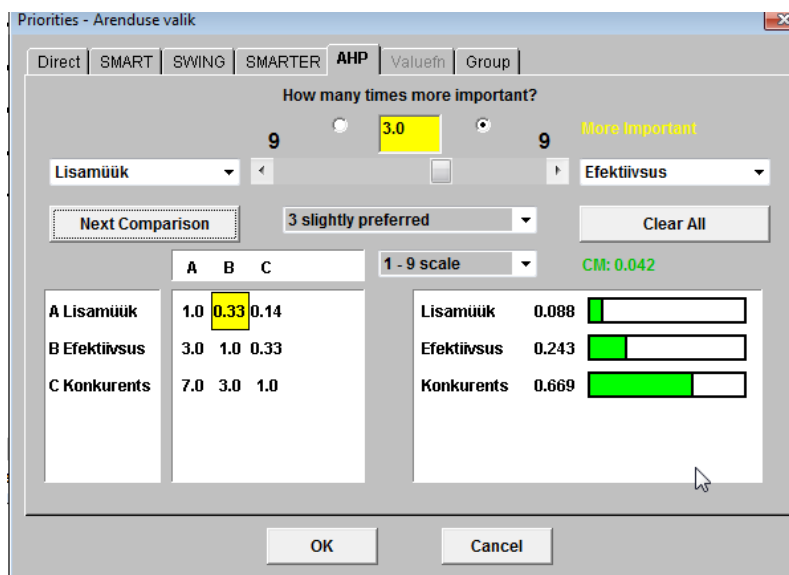 Priorities - Arenduse valik
Direct SMART SWING SMARTER AHP Valuefn Group
How many times more important?
9 3.0 9 More Important
Lisamüük Efektiivsus
Next Comparison 3 slightly preferred Clear All
A B C 1 - 9 scale CM: 0.042
A Lisamüük 1.0 0.33 0.14 Lisamüük 0.088
B Efektiivsus 3.0 1.0 0.33 Efektiivsus 0.243
C Konkurents 7.0 3.0 1.0 Konkurents 0.669
OK Cancel